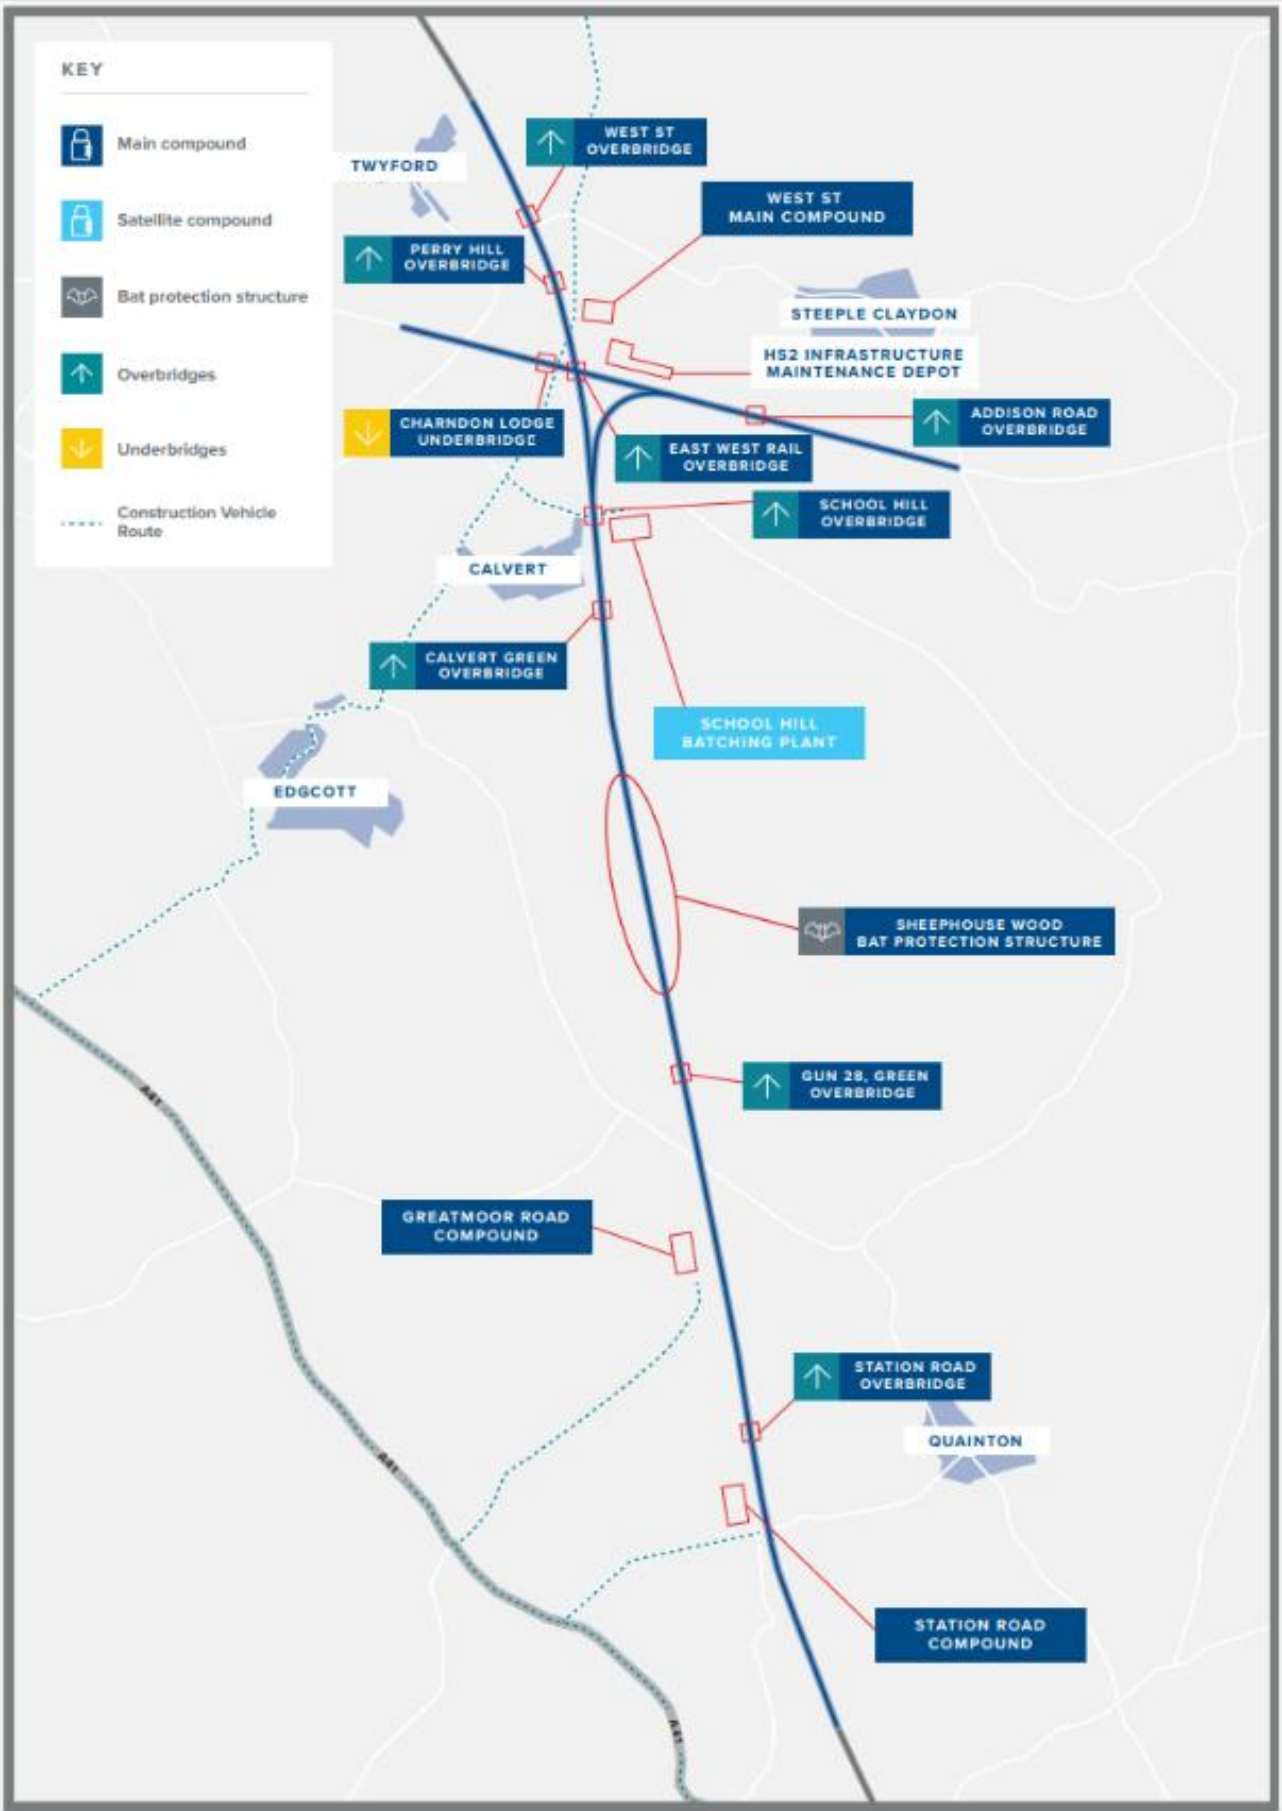 KEY
Main compound
Satellite compound
Bat protection structure
Overbridges
Underbridges
Construction Vehicle
Route
TWYFORD
WEST ST
OVERBRIDGE
WEST ST
MAIN COMPOUND
PERRY HILL
OVERBRIDGE
STEEPLE CLAYDON
HS2 INFRASTRUCTURE
MAINTENANCE DEPOT
CHARNDON LODGE
UNDERBRIDGE
ADDISON ROAD
OVERBRIDGE
EAST WEST RAIL
OVERBRIDGE
SCHOOL HILL
OVERBRIDGE
CALVERT
CALVERT GREEN
OVERBRIDGE
SCHOOL HILL
BATCHING PLANT
EDGCOTT
SHEEPHOUSE WOOD
BAT PROTECTION STRUCTURE
GUN 28, GREEN
OVERBRIDGE
A41
GREATMOOR ROAD
COMPOUND
STATION ROAD
OVERBRIDGE
QUAINTON
A41
STATION ROAD
COMPOUND
A41